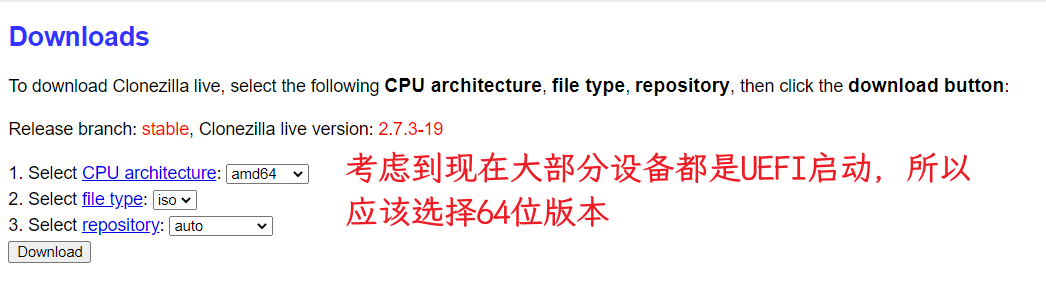 Downloads
To download Clonezilla live, select the following CPU architecture, file type, repository, then click the download button:
Release branch: stable, Clonezilla live version: 2.7.3-19
1. Select CPU architecture: amd64
2. Select file type: iso
3. Select repository: auto
Download
考虑到现在大部分设备都是UEFI启动，所以
应该选择64位版本